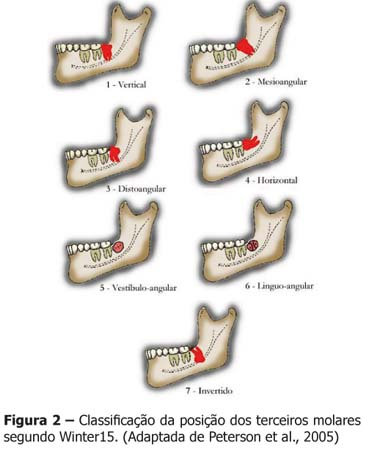 1 - Vertical
2 - Mesioangular
3 - Distoangular
4 - Horizontal
5 - Vestíbulo-angular
6 - Linguo-angular
7 - Invertido
Figura 2 – Classificação da posição dos terceiros molares
segundo Winter15. (Adaptada de Peterson et al., 2005)